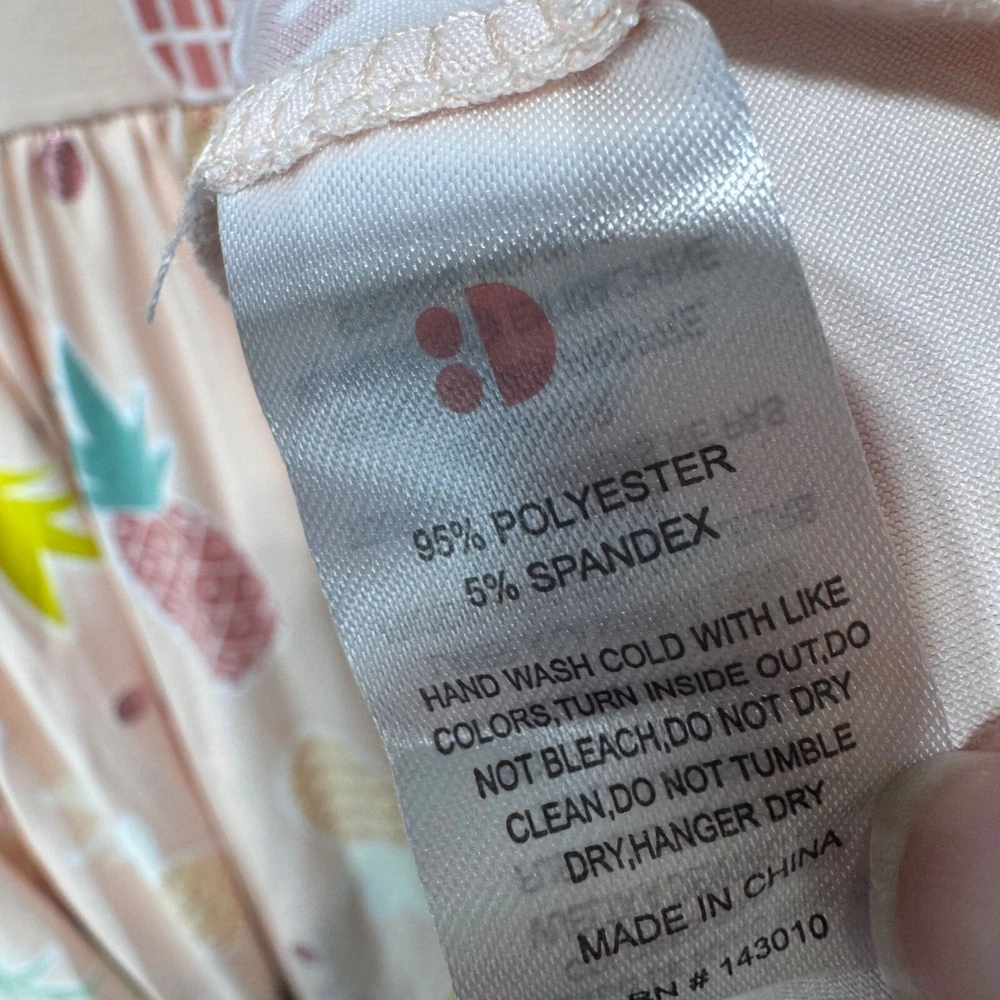 95% POLYESTER
5% SPANDEX
HAND WASH COLD WITH LIKE
COLORS,TURN INSIDE OUT,DO
NOT BLEACH,DO NOT DRY
CLEAN,DO NOT TUMBLE
DRY,HANGER DRY
MADE IN CHINA
RN # 143010